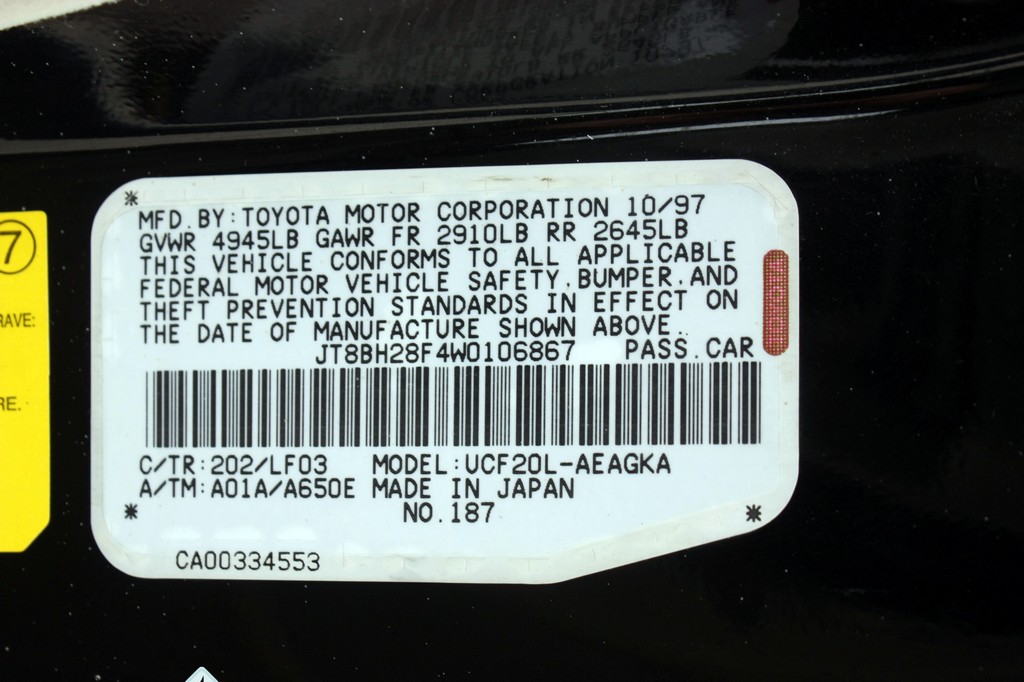 MFD.BY:TOYOTA MOTOR CORPORATION 10/97
GVWR 4945LB GAWR FR 2910LB RR 2645LB
THIS VEHICLE CONFORMS TO ALL APPLICABLE
FEDERAL MOTOR VEHICLE SAFETY,BUMPER,AND
THEFT PREVENTION STANDARDS IN EFFECT ON
THE DATE OF MANUFACTURE SHOWN ABOVE.
JT8BH28F4W0106867 PASS.CAR
C/TR:202/LF03 MODEL:UCF20L-AEAGKA
A/TM:A01A/A650E MADE IN JAPAN
NO.187
CA00334553
7
RAVE:
RE.